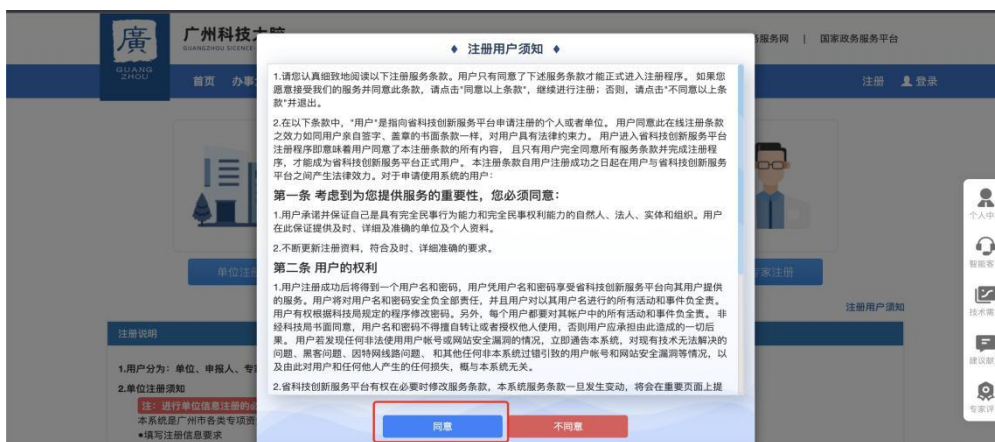 廣
GUANG
ZHOU
广州科技大脑
GUANGZHOU SICENCE
服务网 | 国家政务服务平台
首页 办事
注册 登录
注册用户须知
1.请您认真细致地阅读以下注册服务条款。用户只有同意了下述服务条款才能正式进入注册程序。 如果您
愿意接受我们的服务并同意此条款，请点击"同意以上条款"，继续进行注册；否则，请点击"不同意以上条
款"并退出。
2.在以下条款中，"用户"是指向省科技创新服务平台申请注册的个人或者单位。 用户同意此在线注册条款
之效力如同用户亲自签字、盖章的书面条款一样，对用户具有法律约束力。 用户进入省科技创新服务平台
注册程序即意味着用户同意了本注册条款的所有内容， 且只有用户完全同意所有服务条款并完成注册程
序，才能成为省科技创新服务平台正式用户。 本注册条款自用户注册成功之日起在用户与省科技创新服务
平台之间产生法律效力。对于申请使用系统的用户：
第一条 考虑到为您提供服务的重要性，您必须同意：
1.用户承诺并保证自己是具有完全民事行为能力和完全民事权利能力的自然人、法人、实体和组织。用户
在此保证提供及时、详细及准确的单位及个人资料。
2.不断更新注册资料，符合及时、详细准确的要求。
第二条 用户的权利
1.用户注册成功后将得到一个用户名和密码，用户凭用户名和密码享受省科技创新服务平台向其用户提供
的服务。用户将对用户名和密码安全负全部责任，并且用户对以其用户名进行的所有活动和事件负全责。
用户有权根据科技局规定的程序修改密码。另外，每个用户都要对其帐户中的所有活动和事件负全责。 非
经科技局书面同意，用户名和密码不得擅自转让或者授权他人使用，否则用户应承担由此造成的一切后
果。 用户若发现任何非法使用用户帐号或网站安全漏洞的情况，立即通告本系统，对现有技术无法解决的
问题、黑客问题、因特网线路问题、 和其他任何非本系统过错引致的用户帐号和网站安全漏洞等情况，以
及由此对用户和任何他人产生的任何损失，概与本系统无关。
2.省科技创新服务平台有权在必要时修改服务条款，本系统服务条款一旦发生变动，将会在重要页面上提
同意
不同意
单位注册
专家注册
注册用户须知
注册说明
1.用户分为：单位、申报人、专
2.单位注册须知
注：进行单位信息注册的必
本系统是广州市各类专项资
●填写注册信息要求
个人中
智能客
技术需
建议献
专家评